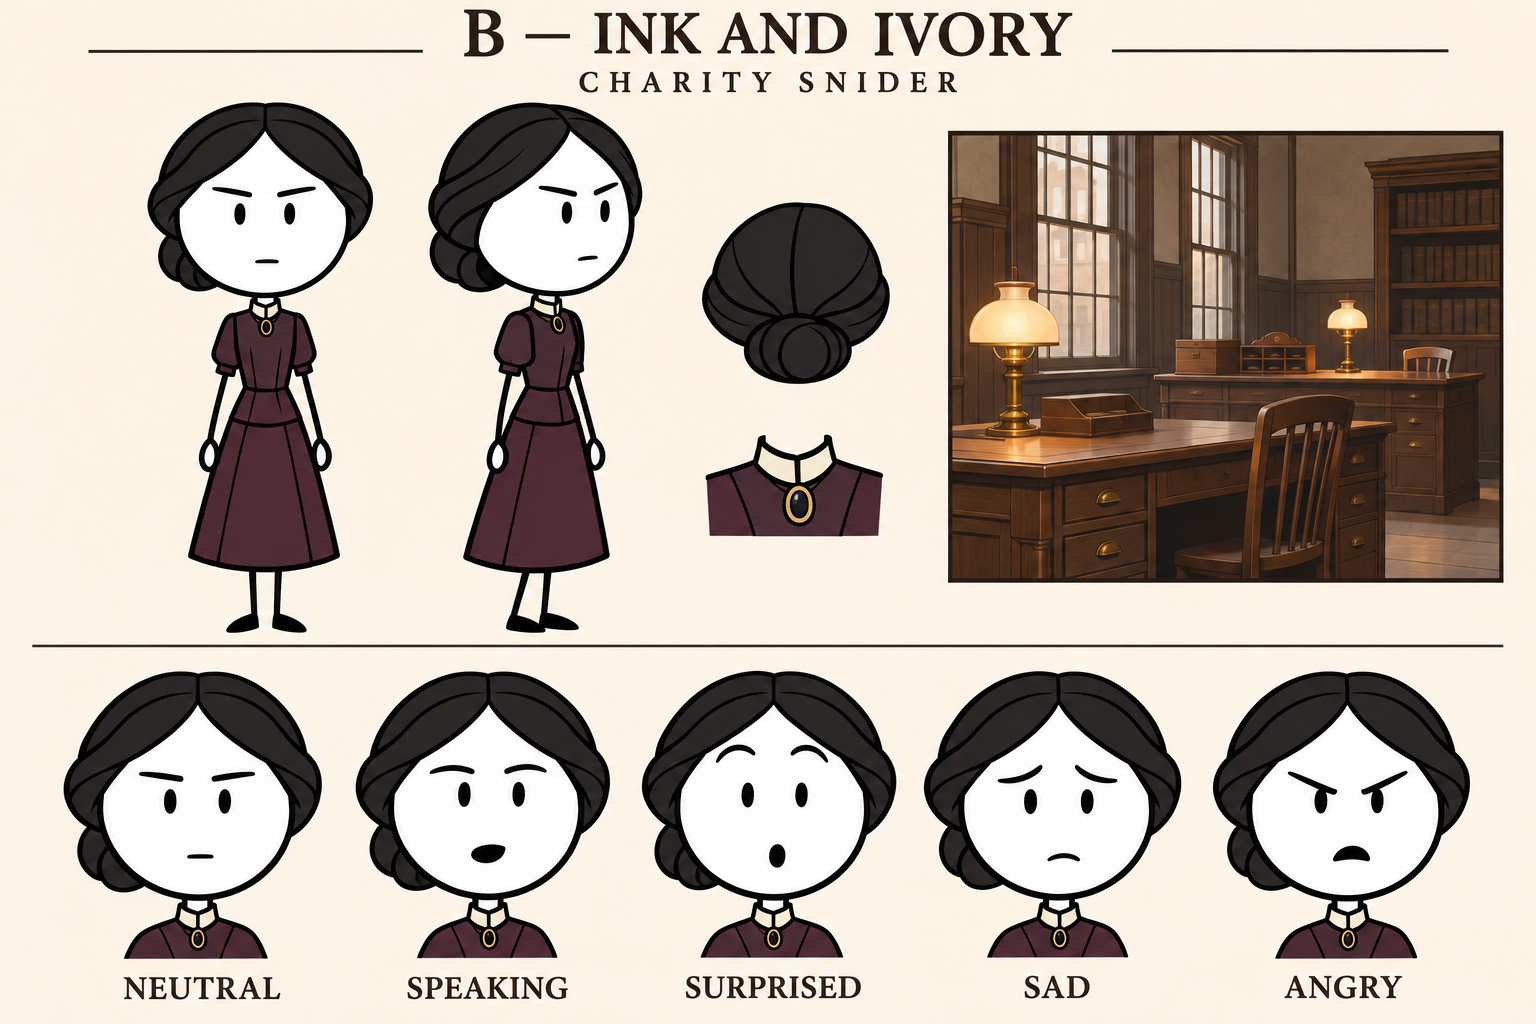 B — INK AND IVORY
CHARITY SNIDER
NEUTRAL
SPEAKING
SURPRISED
SAD
ANGRY